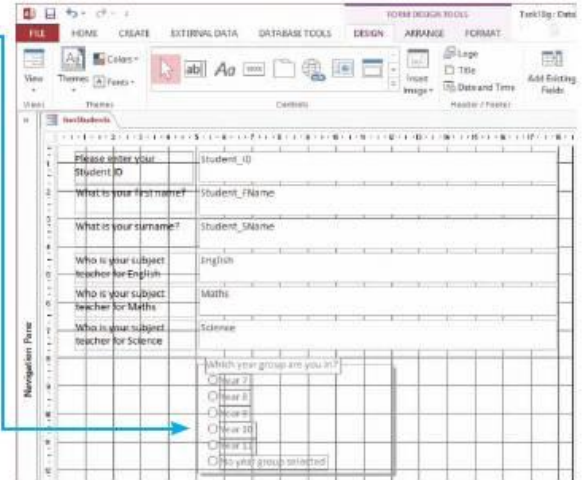 FORM DESIGN TOOLS
Task10g: Data
FILE HOME CREATE EXTERNAL DATA DATABASE TOOLS DESIGN ARRANGE FORMAT
View
Themes
Colors
Fonts
ab|
Aa
Insert
Image
Logo
Title
Date and Time
Add Existing
Fields
Views
Themes
Controls
Header / Footer
Please enter your
Student ID
Student_ID
What is your first name?
Student_FName
What is your surname?
Student_SName
Who is your subject
teacher for English
English
Who is your subject
teacher for Maths
Maths
Who is your subject
teacher for Science
Science
Which year group are you in?
Year 7
Year 8
Year 9
Year 10
Year 11
No year group selected
Navigation Pane